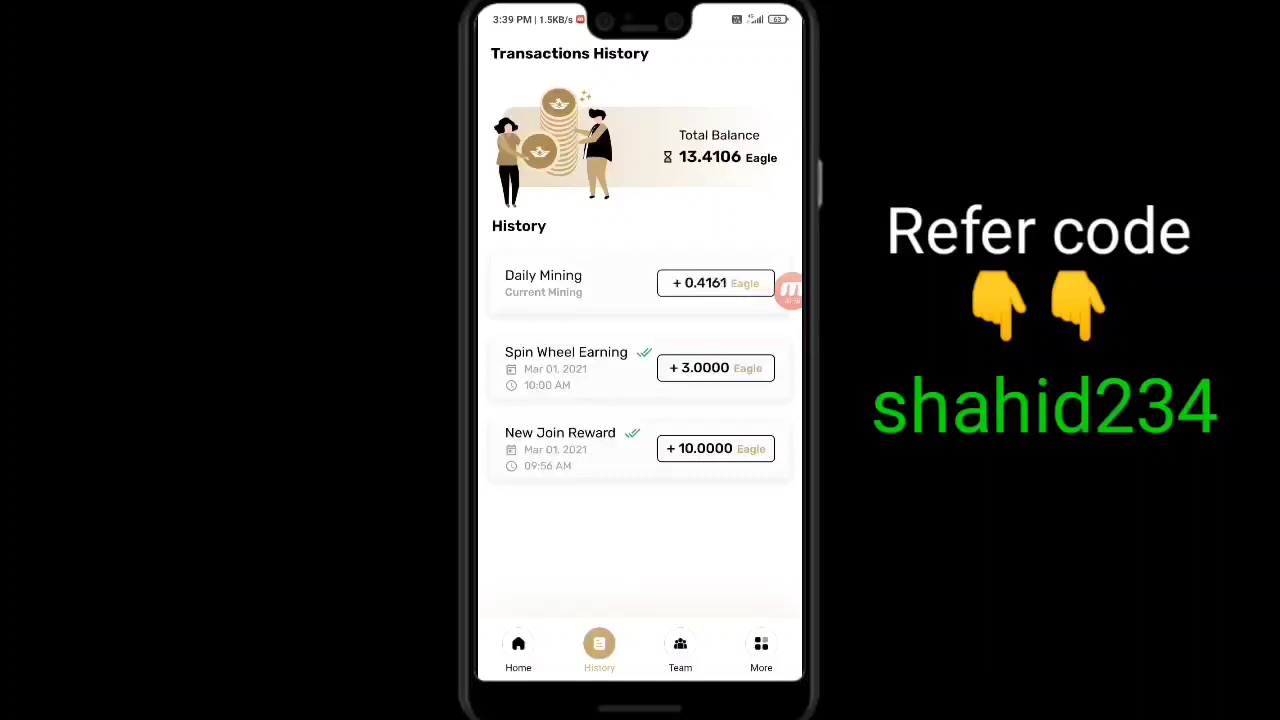 3:39 PM | 1.5KB/s
63
Transactions History
Total Balance
13.4106 Eagle
History
Daily Mining
Current Mining
+ 0.4161 Eagle
Spin Wheel Earning
Mar 01, 2021
10:00 AM
+ 3.0000 Eagle
New Join Reward
Mar 01, 2021
09:56 AM
+ 10.0000 Eagle
Home
History
Team
More
Refer code
👇👇
shahid234